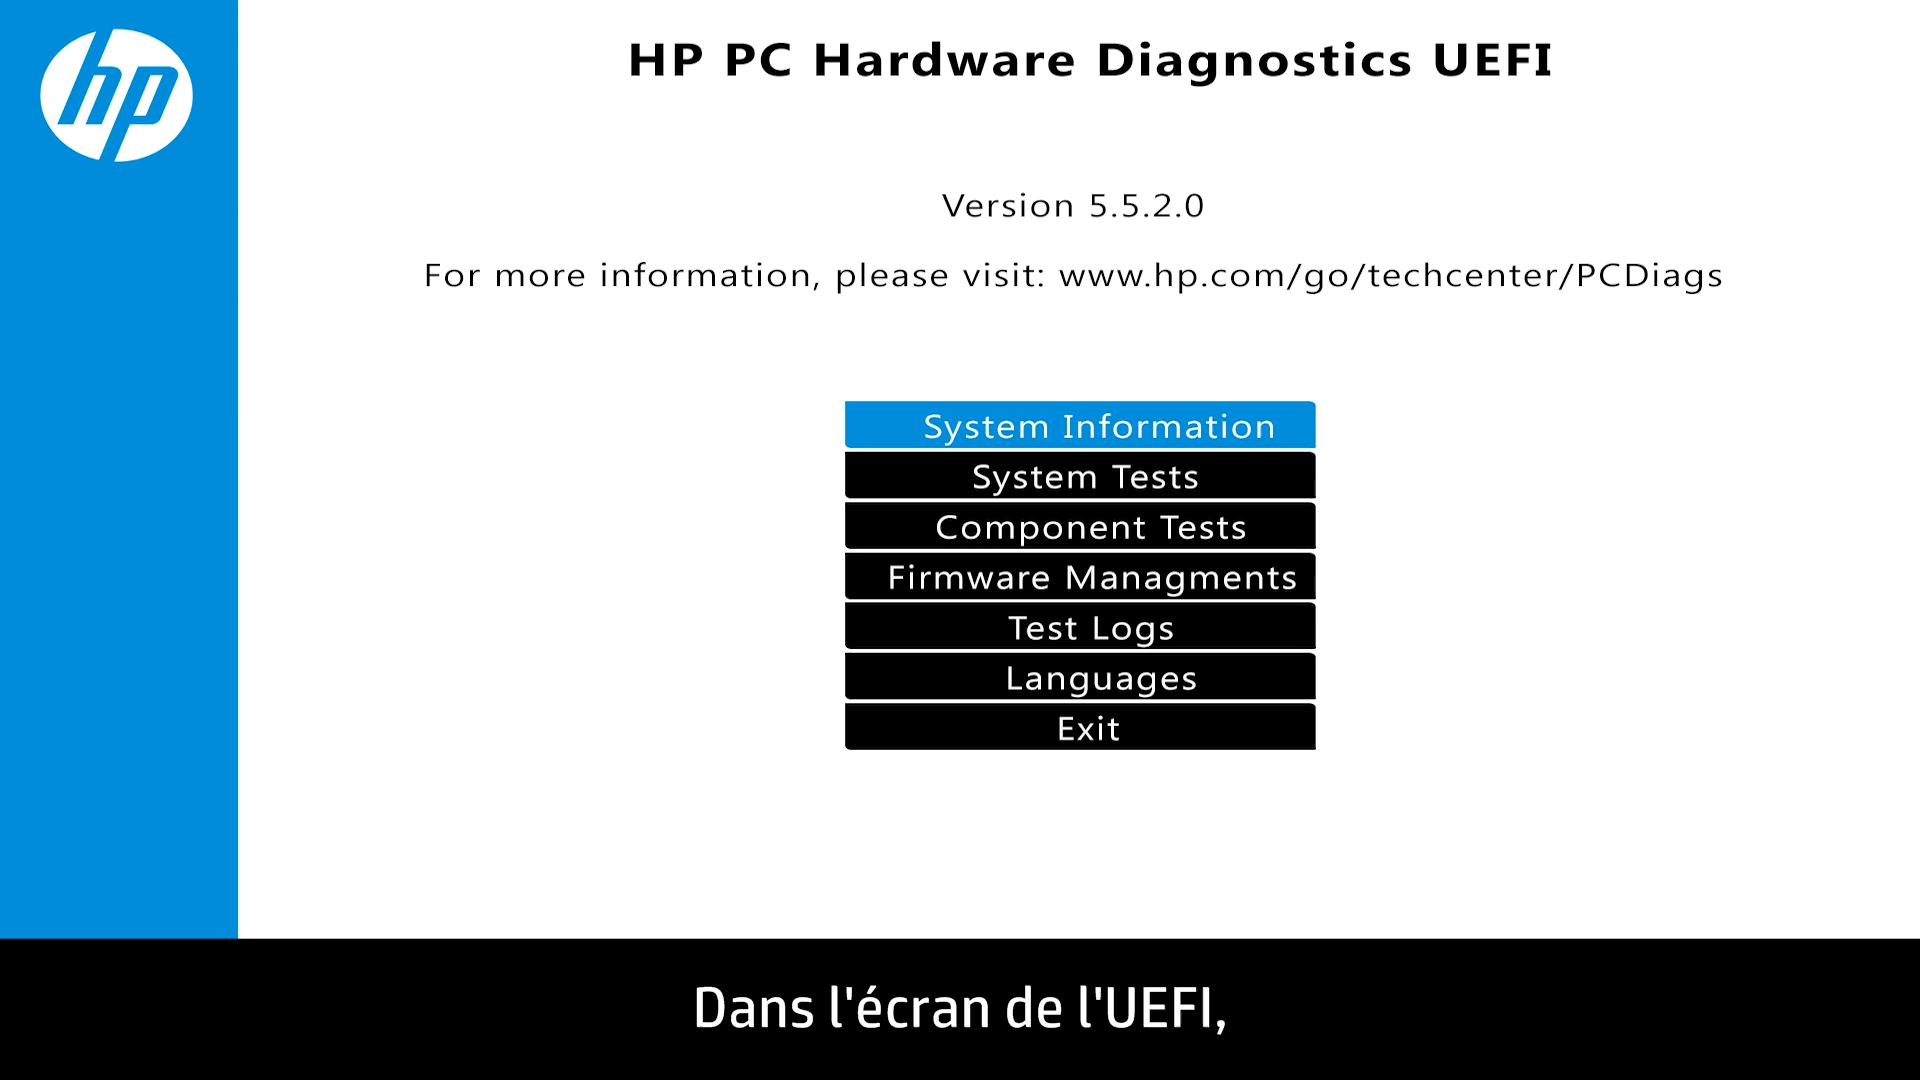 hp
HP PC Hardware Diagnostics UEFI
Version 5.5.2.0
For more information, please visit: www.hp.com/go/techcenter/PCDiags
System Information
System Tests
Component Tests
Firmware Managments
Test Logs
Languages
Exit
Dans l'écran de l'UEFI,